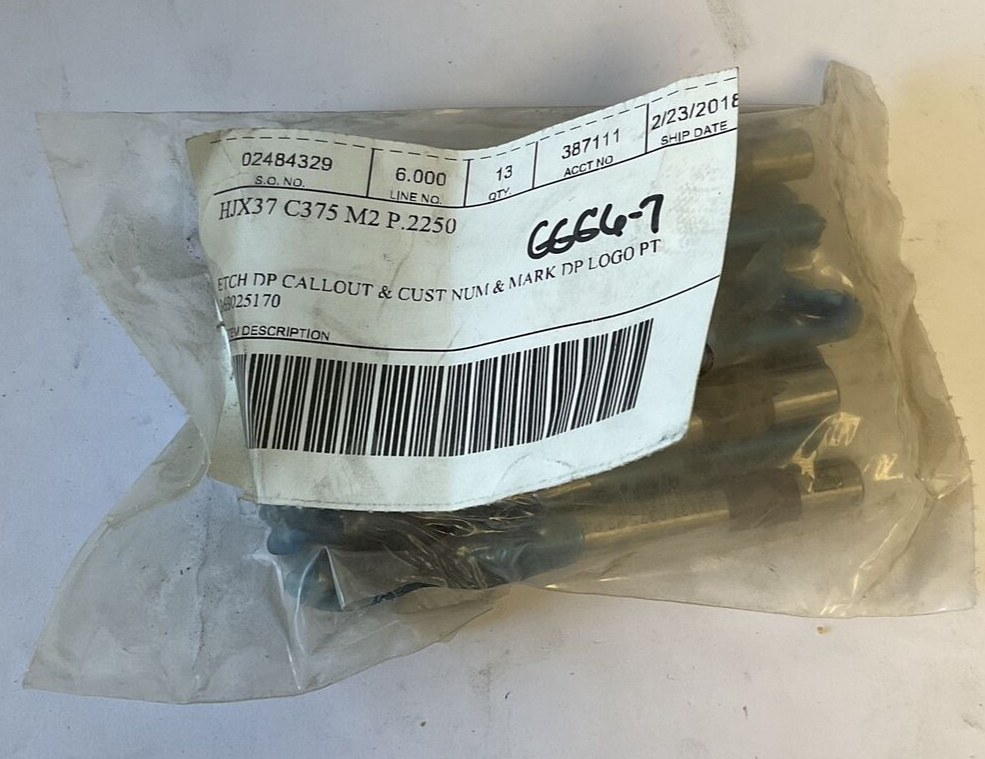 02484329 6.000 13 387111 2/23/2018
S.O. NO. LINE NO. QTY. ACCT NO SHIP DATE
HJX37 C375 M2 P.2250
6664-7
ETCH DP CALLOUT & CUST NUM & MARK DP LOGO PT
DESCRIPTION